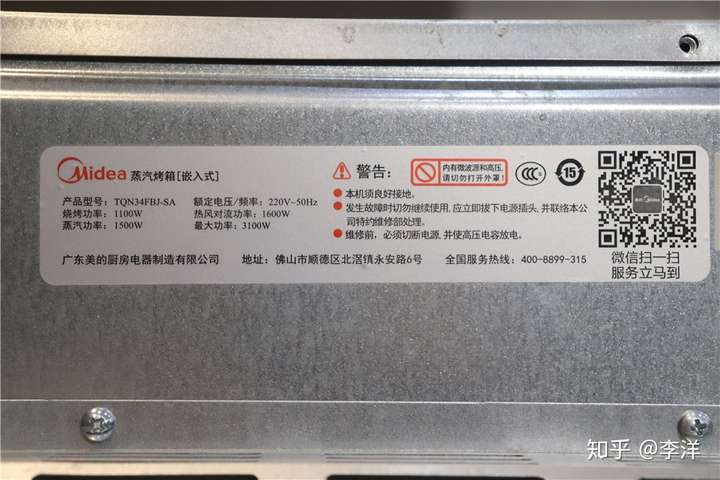 Midea 蒸汽烤箱[嵌入式]
产品型号：TQN34FBJ-SA 额定电压/频率：220V~50Hz
烧烤功率：1100W 热风对流功率：1600W
蒸汽功率：1500W 最大功率：3100W
警告：
内有微波源和高压,
请切勿打开外罩!
CCC
15
●本机须良好接地。
●发生故障时切勿继续使用,应立即拔下电源插头,并联络本公
司特约维修部处理。
●维修前,必须切断电源,并使高压电容放电。
广东美的厨房电器制造有限公司 地址：佛山市顺德区北滘镇永安路6号 全国服务热线：400-8899-315
微信扫一扫
服务立马到
知乎 @李洋